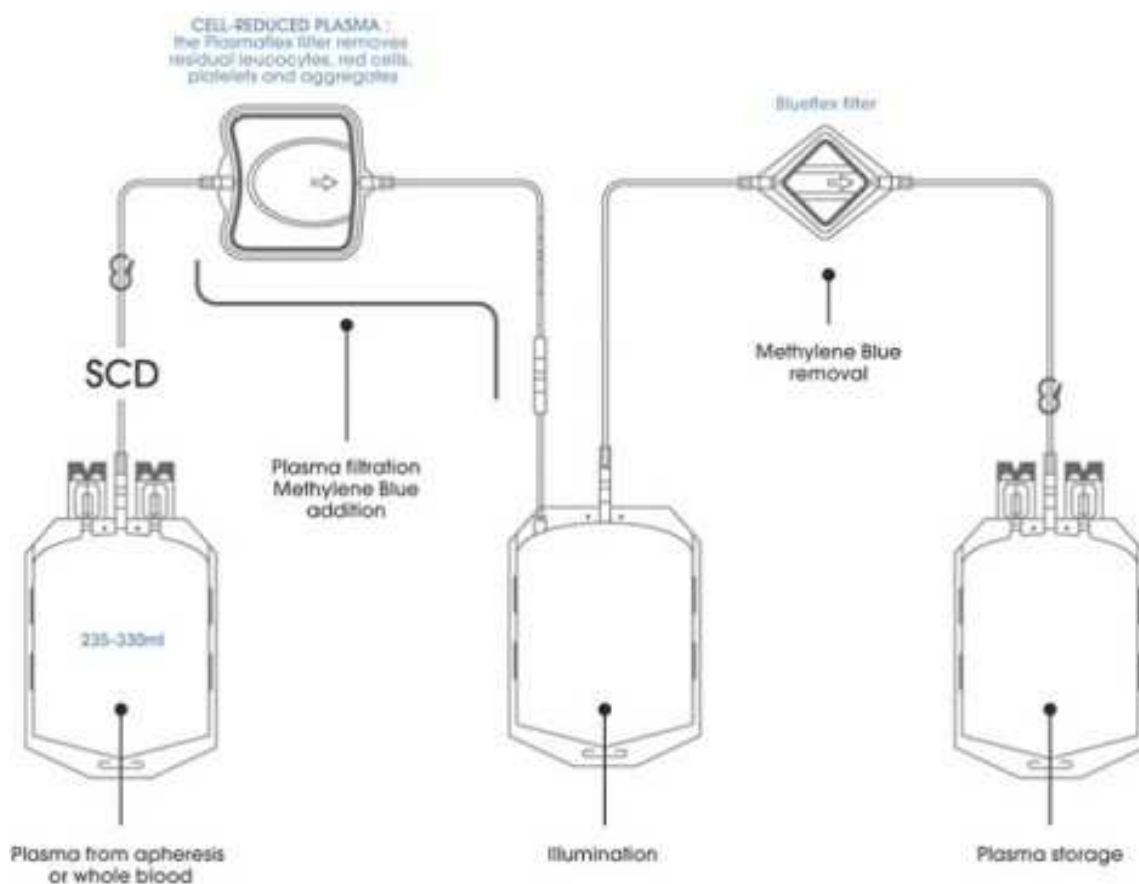 CELL-REDUCED PLASMA :
the Plasmaflex filter removes
residual leucocytes, red cells,
platelets and aggregates
Blueflex filter
SCD
Plasma filtration
Methylene Blue
addition
Methylene Blue
removal
235-330ml
Plasma from apheresis
or whole blood
Illumination
Plasma storage